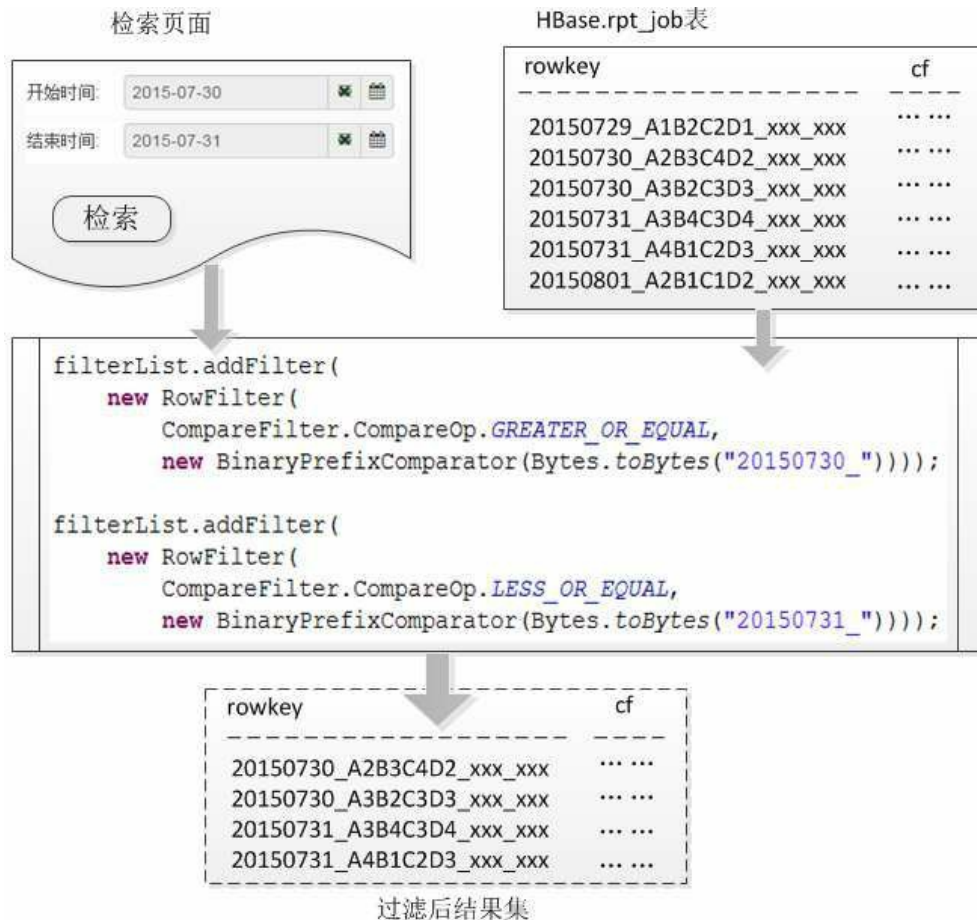 检索页面
开始时间:
2015-07-30
结束时间:
2015-07-31
检索
HBase.rpt_job表
rowkey cf
20150729_A1B2C2D1_xxx_xxx ... ...
20150730_A2B3C4D2_xxx_xxx ... ...
20150730_A3B2C3D3_xxx_xxx ... ...
20150731_A3B4C3D4_xxx_xxx ... ...
20150731_A4B1C2D3_xxx_xxx ... ...
20150801_A2B1C1D2_xxx_xxx ... ...
filterList.addFilter(
new RowFilter(
CompareFilter.CompareOp.GREATER_OR_EQUAL,
new BinaryPrefixComparator(Bytes.toBytes("20150730_"))));
filterList.addFilter(
new RowFilter(
CompareFilter.CompareOp.LESS_OR_EQUAL,
new BinaryPrefixComparator(Bytes.toBytes("20150731_"))));
rowkey cf
20150730_A2B3C4D2_xxx_xxx ... ...
20150730_A3B2C3D3_xxx_xxx ... ...
20150731_A3B4C3D4_xxx_xxx ... ...
20150731_A4B1C2D3_xxx_xxx ... ...
过滤后结果集